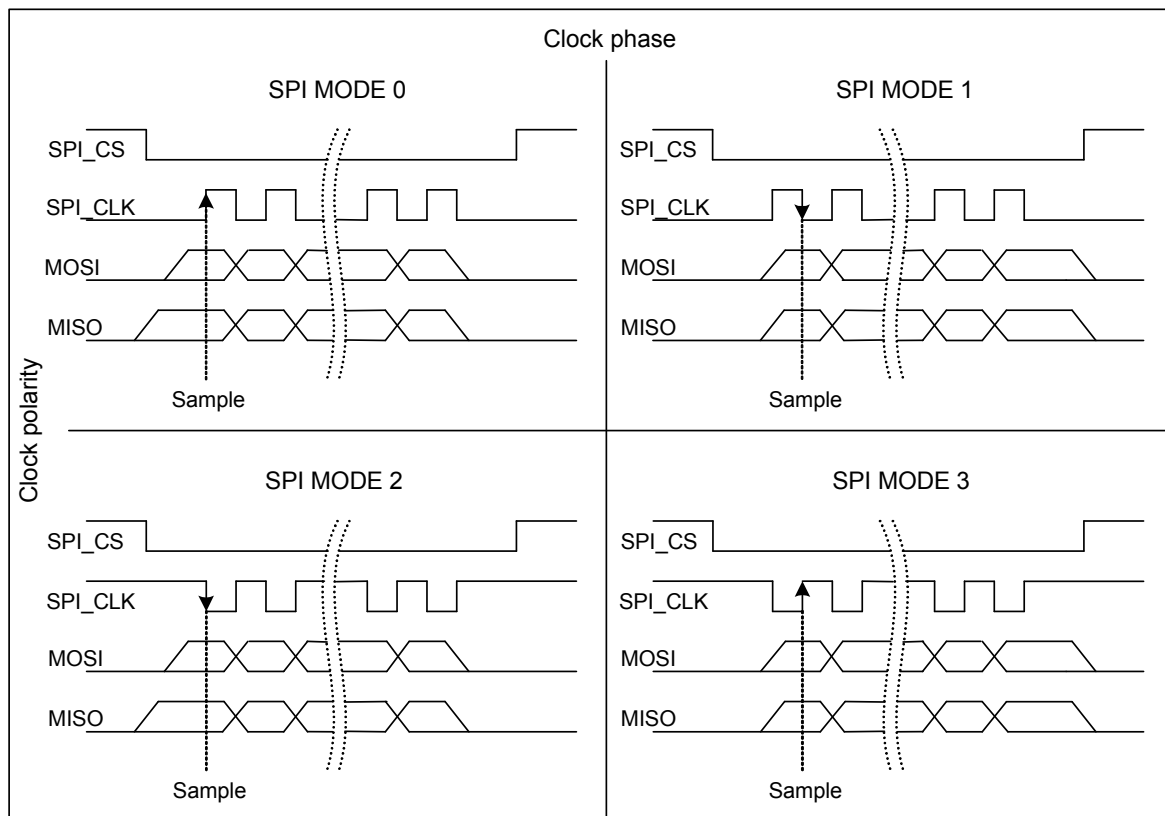 Clock phase
SPI MODE 0
SPI_CS
SPI_CLK
MOSI
MISO
Sample
SPI MODE 1
SPI_CS
SPI_CLK
MOSI
MISO
Sample
Clock polarity
SPI MODE 2
SPI_CS
SPI_CLK
MOSI
MISO
Sample
SPI MODE 3
SPI_CS
SPI_CLK
MOSI
MISO
Sample